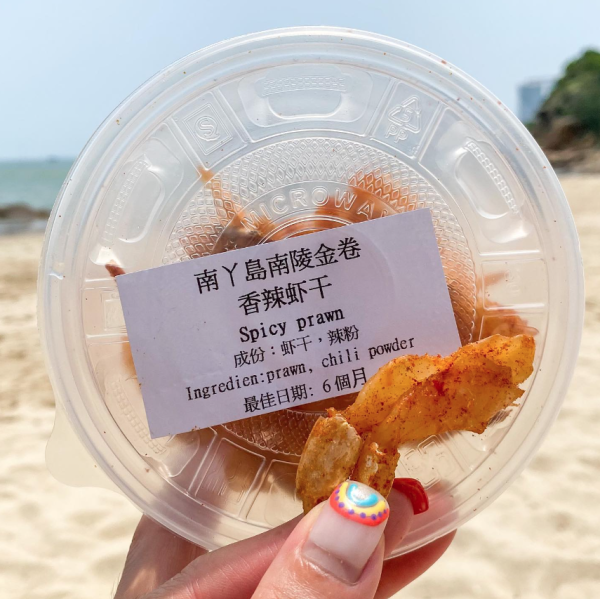 MICROWA
南丫島南陵金卷
香辣虾干
Spicy prawn
成份：虾干，辣粉
Ingredien:prawn, chili powder
最佳日期: 6個月